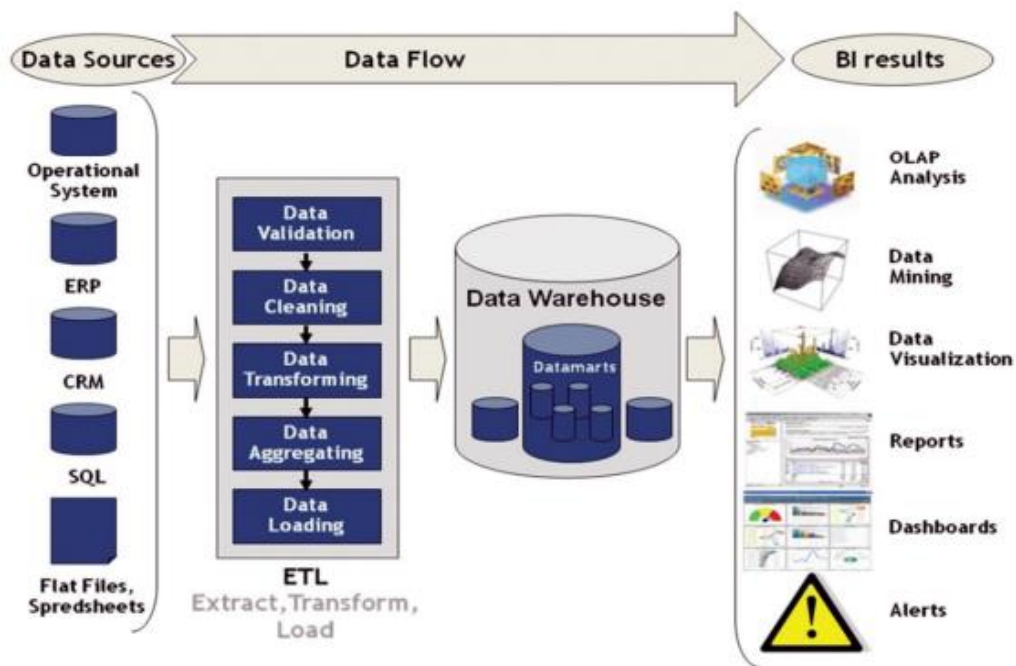 Data Sources
Data Flow
BI results
Operational
System
ERP
CRM
SQL
Flat Files,
Spredsheets
Data
Validation
Data
Cleaning
Data
Transforming
Data
Aggregating
Data
Loading
ETL
Extract,Transform,
Load
Data Warehouse
Datamarts
OLAP
Analysis
Data
Mining
Data
Visualization
Reports
Dashboards
Alerts